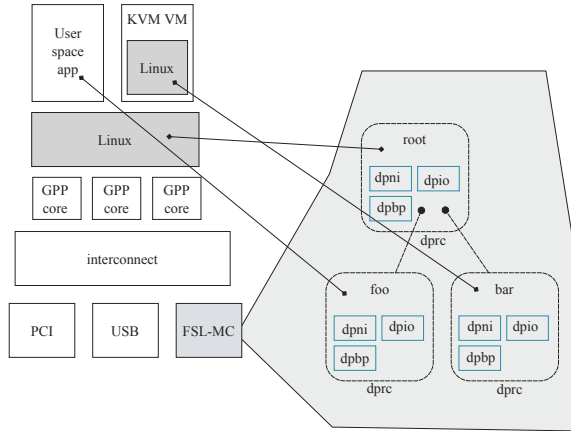 User
space
app
KVM VM
Linux
Linux
GPP
core
GPP
core
GPP
core
interconnect
PCI
USB
FSL-MC
root
dpni
dpio
dpbp
dprc
foo
dpni
dpio
dpbp
dprc
bar
dpni
dpio
dpbp
dprc